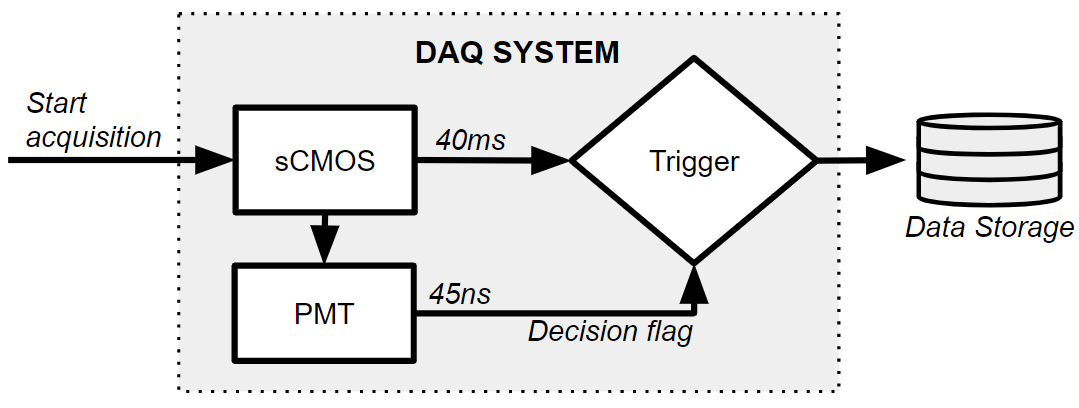 DAQ SYSTEM
Start
acquisition
sCMOS
40ms
Trigger
Data Storage
PMT
45ns
Decision flag